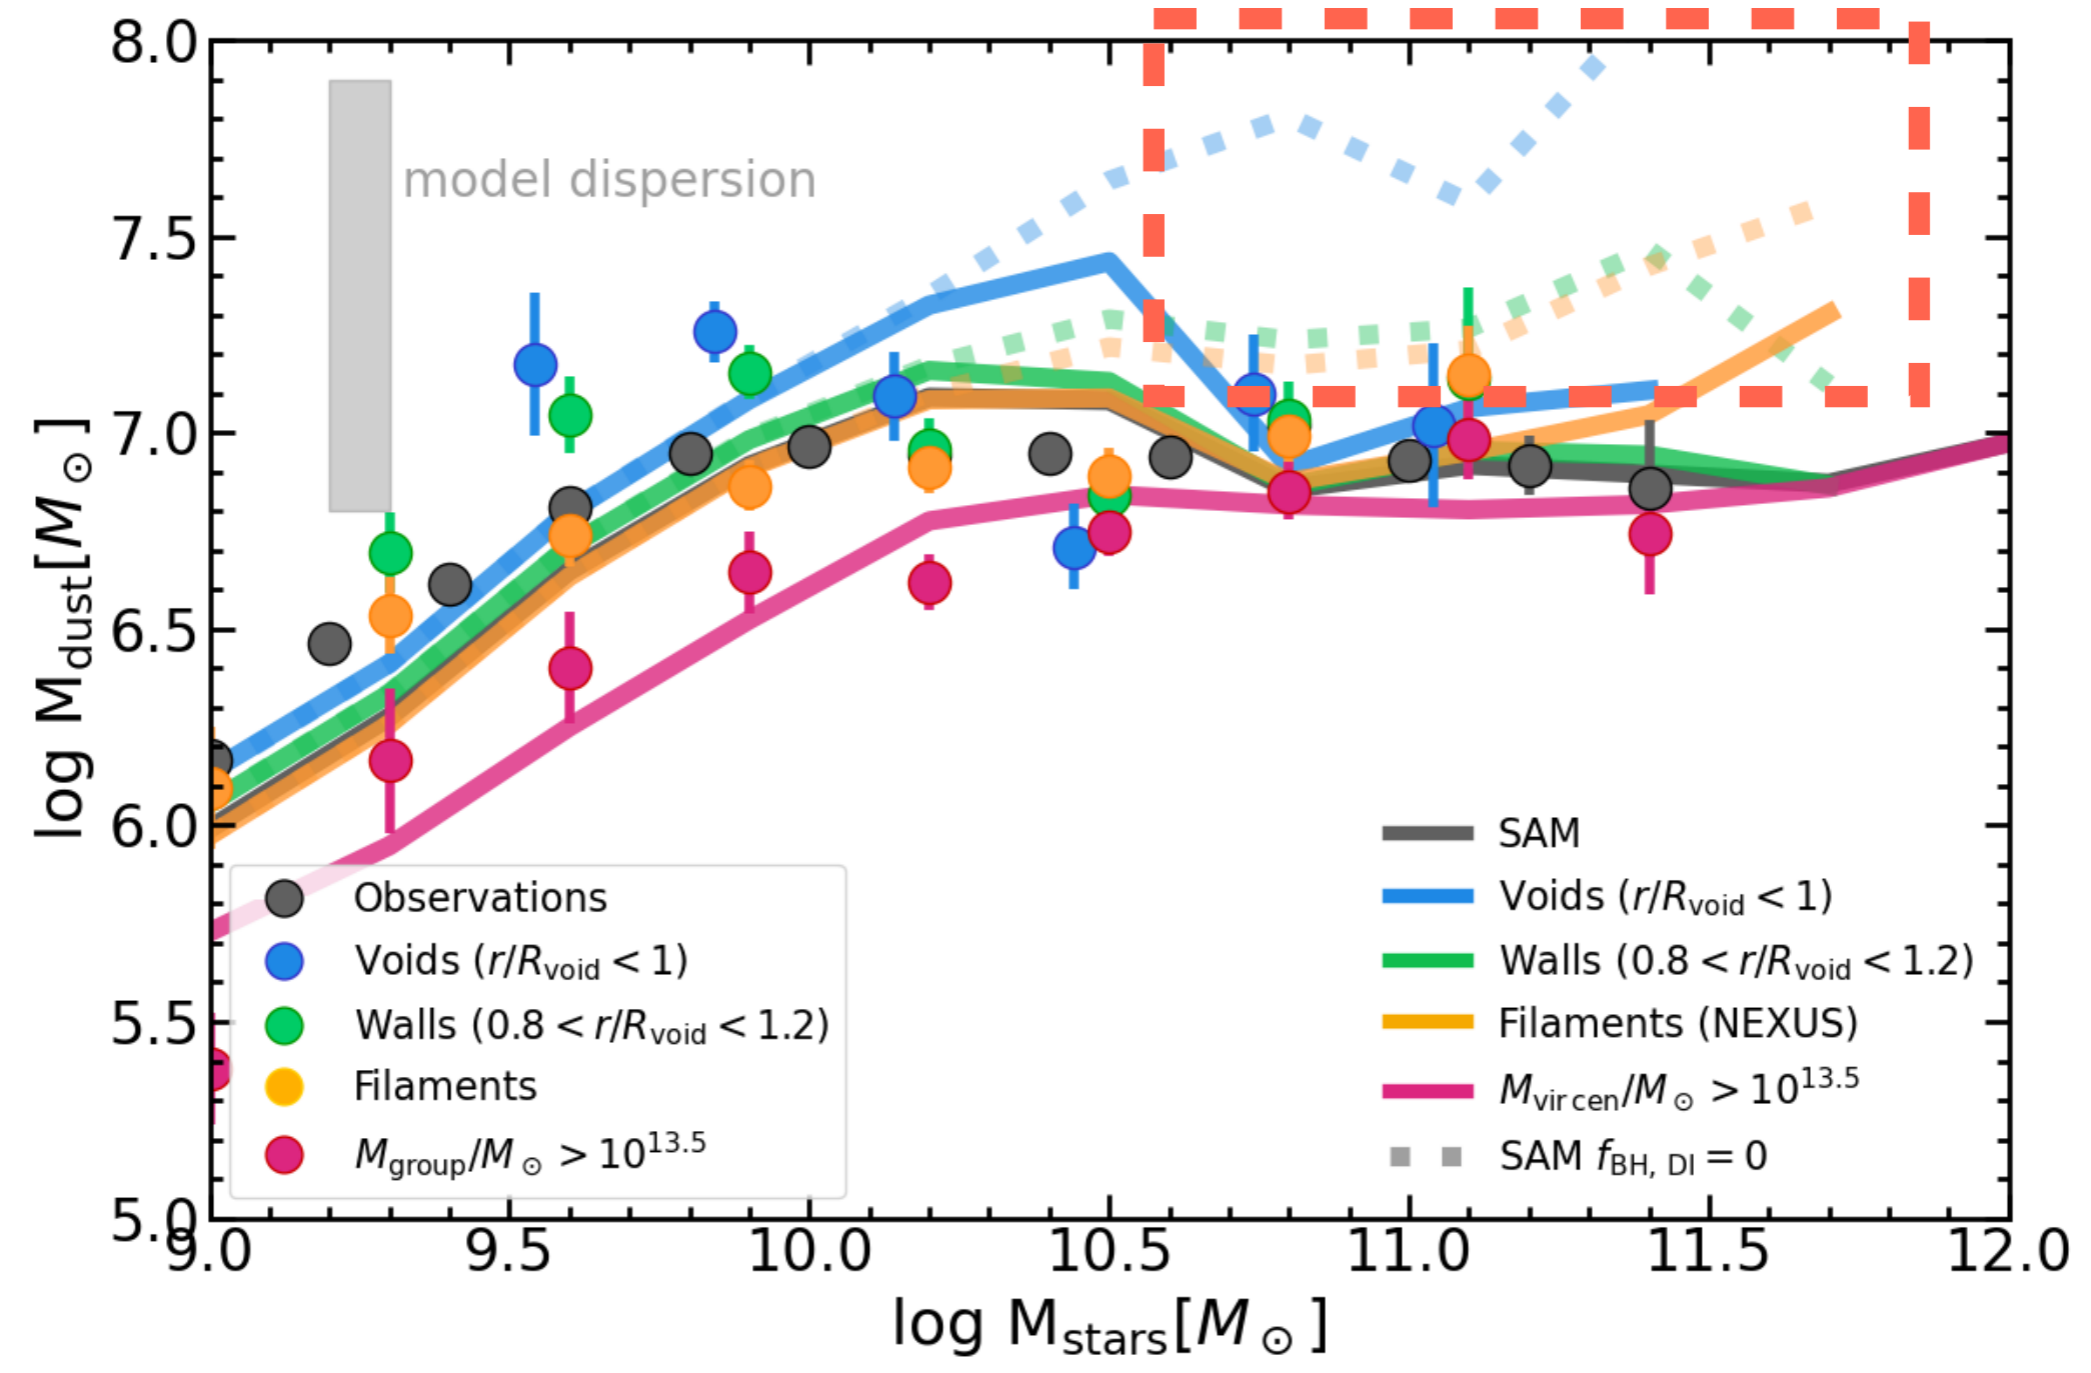 8.0
7.5
7.0
6.5
6.0
5.5
5.0
log M_dust[M_⊙]
model dispersion
Observations
Voids (r/R_void < 1)
Walls (0.8 < r/R_void < 1.2)
Filaments
M_group/M_⊙ > 10^13.5
SAM
Voids (r/R_void < 1)
Walls (0.8 < r/R_void < 1.2)
Filaments (NEXUS)
M_vir cen/M_⊙ > 10^13.5
SAM f_BH, DI = 0
9.0 9.5 10.0 10.5 11.0 11.5 12.0
log M_stars[M_⊙]